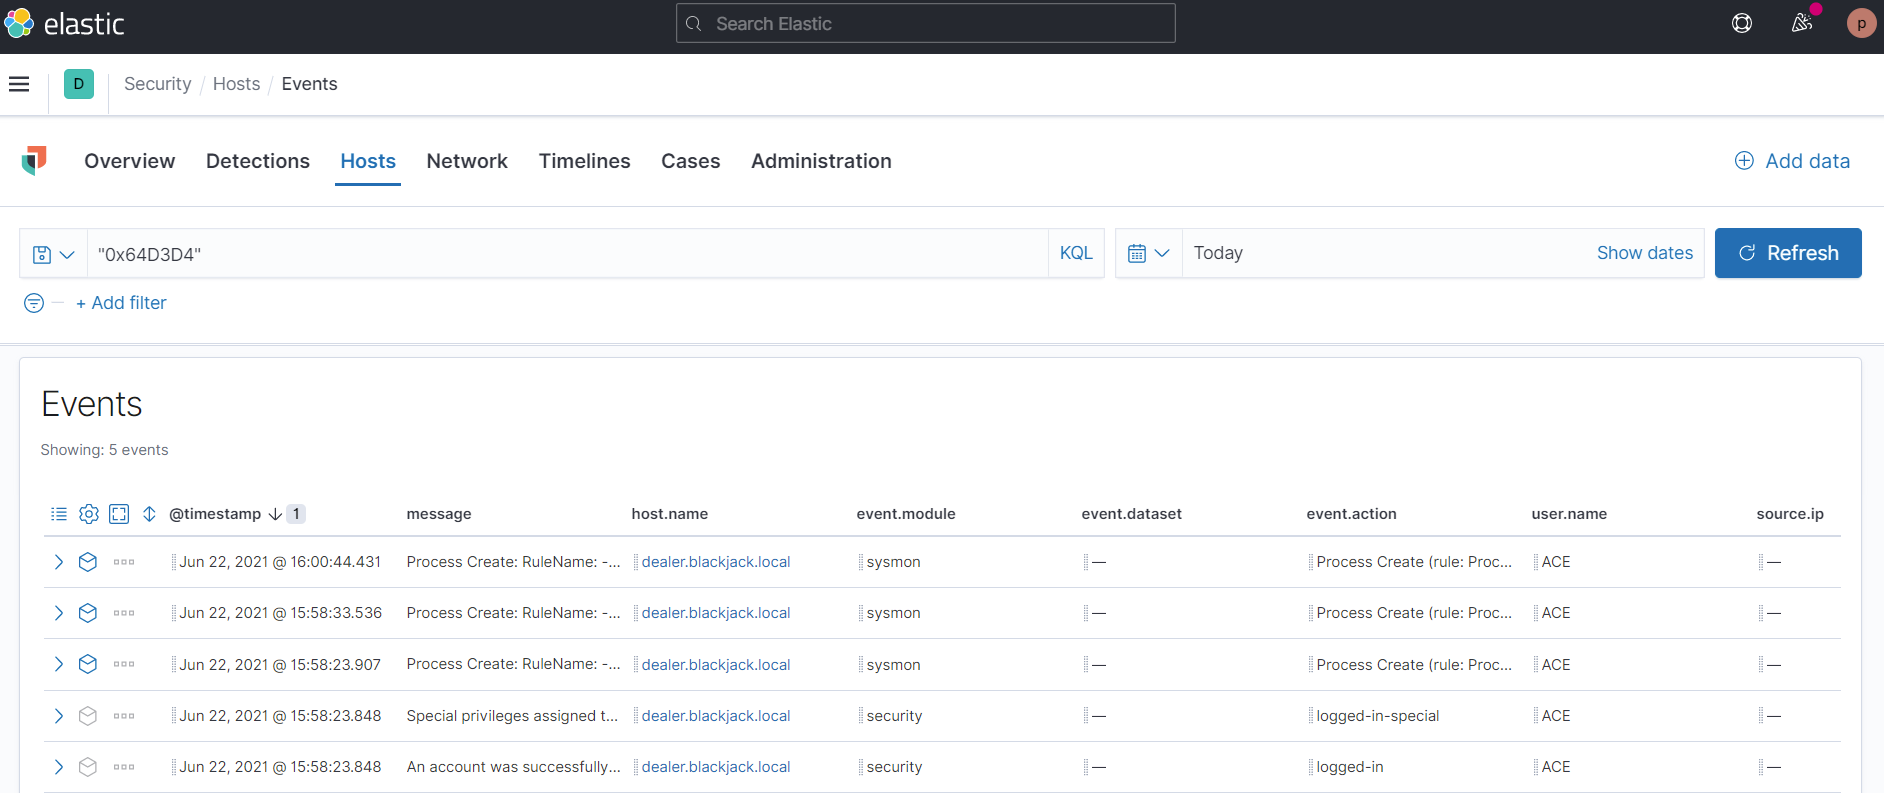 elastic
Search Elastic
p
D
Security / Hosts / Events
Overview Detections Hosts Network Timelines Cases Administration
Add data
"0x64D3D4"
KQL
Today
Show dates
Refresh
+ Add filter
Events
Showing: 5 events
@timestamp 1 message host.name event.module event.dataset event.action user.name source.ip
Jun 22, 2021 @ 16:00:44.431 Process Create: RuleName: -... dealer.blackjack.local sysmon — Process Create (rule: Proc... ACE —
Jun 22, 2021 @ 15:58:33.536 Process Create: RuleName: -... dealer.blackjack.local sysmon — Process Create (rule: Proc... ACE —
Jun 22, 2021 @ 15:58:23.907 Process Create: RuleName: -... dealer.blackjack.local sysmon — Process Create (rule: Proc... ACE —
Jun 22, 2021 @ 15:58:23.848 Special privileges assigned t... dealer.blackjack.local security — logged-in-special ACE —
Jun 22, 2021 @ 15:58:23.848 An account was successfully... dealer.blackjack.local security — logged-in ACE —